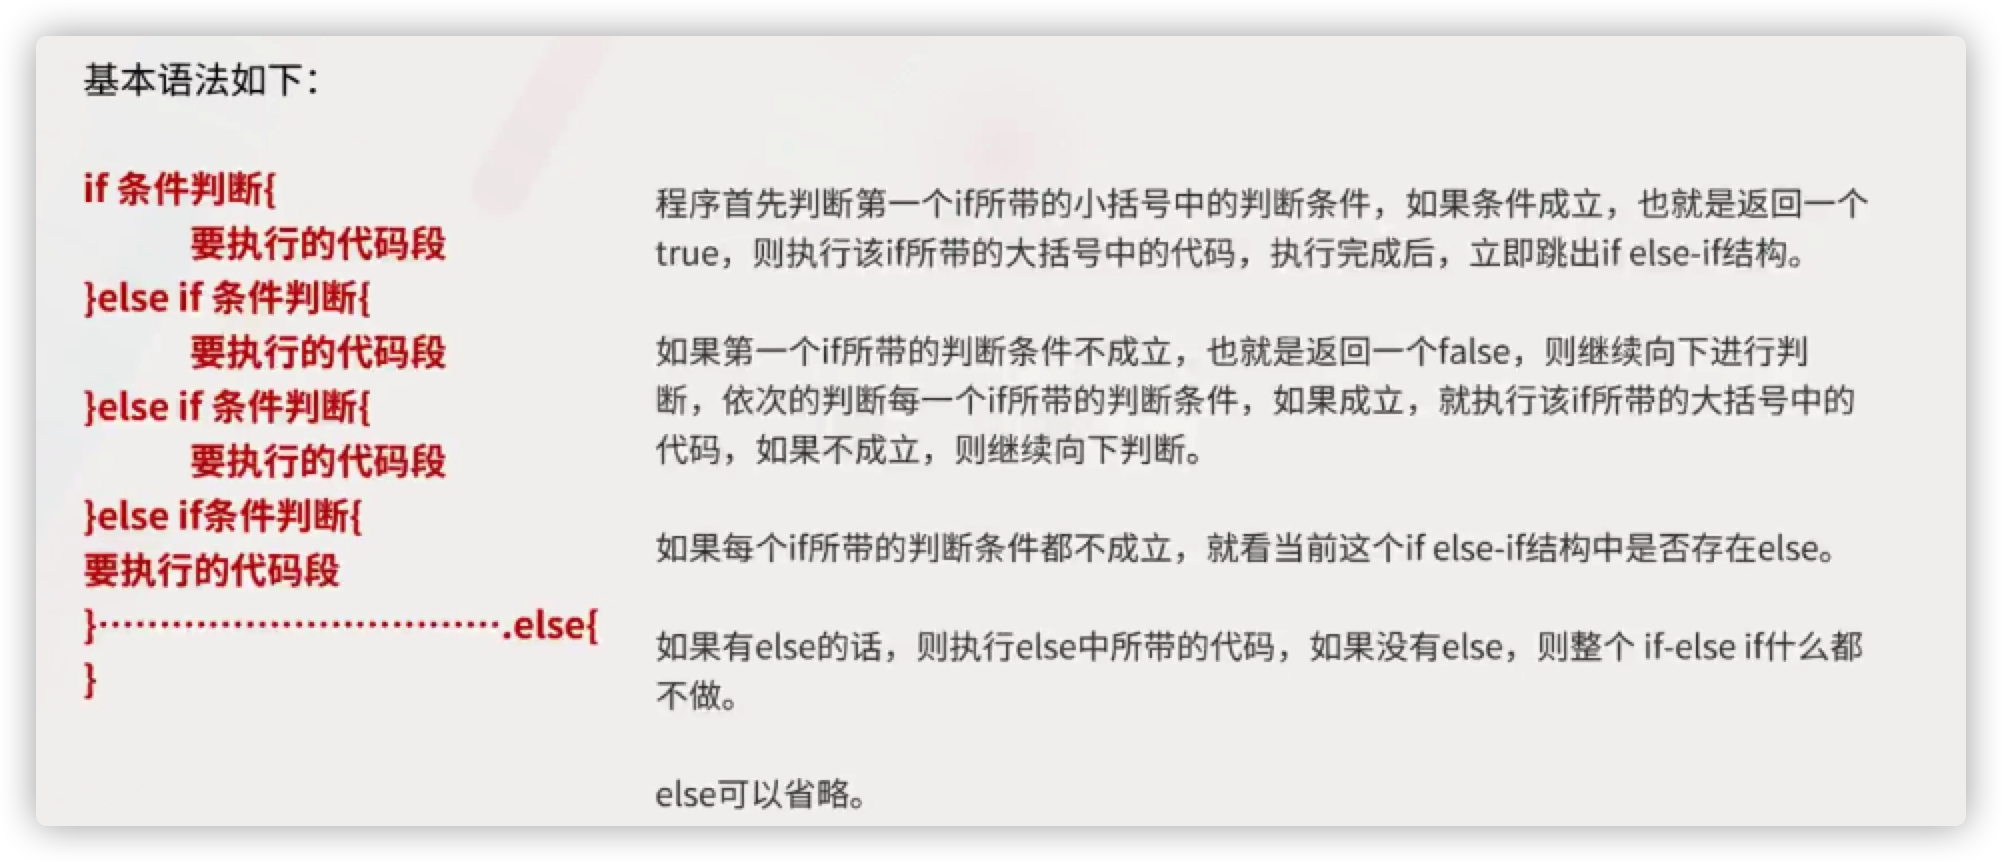 基本语法如下：
if 条件判断{
要执行的代码段
}else if 条件判断{
要执行的代码段
}else if 条件判断{
要执行的代码段
}else if条件判断{
要执行的代码段
}·································.else{
}
程序首先判断第一个if所带的小括号中的判断条件，如果条件成立，也就是返回一个
true，则执行该if所带的大括号中的代码，执行完成后，立即跳出if else-if结构。
如果第一个if所带的判断条件不成立，也就是返回一个false，则继续向下进行判
断，依次的判断每一个if所带的判断条件，如果成立，就执行该if所带的大括号中的
代码，如果不成立，则继续向下判断。
如果每个if所带的判断条件都不成立，就看当前这个if else-if结构中是否存在else。
如果有else的话，则执行else中所带的代码，如果没有else，则整个 if-else if什么都
不做。
else可以省略。